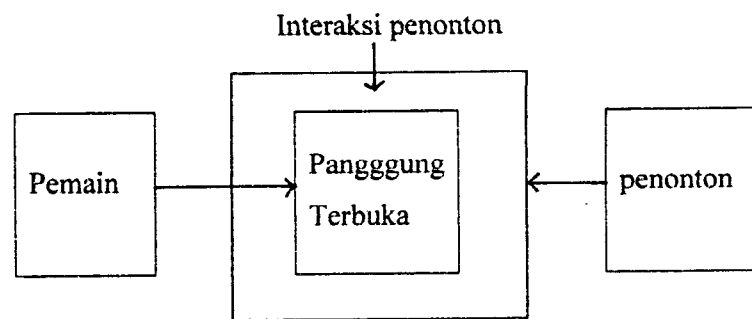 Interaksi penonton
Pemain
Pangggung
Terbuka
penonton